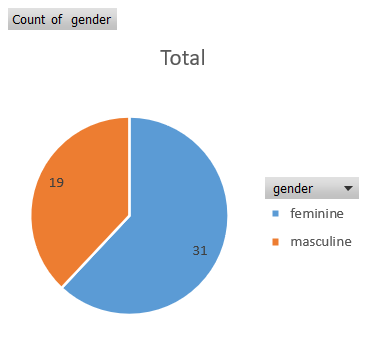 Count of gender
Total
19
31
gender
feminine
masculine